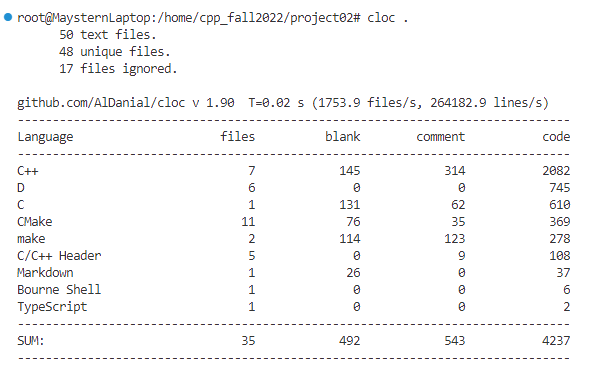 root@MaysternLaptop:/home/cpp_fall2022/project02# cloc .
50 text files.
48 unique files.
17 files ignored.
github.com/AlDanial/cloc v 1.90  T=0.02 s (1753.9 files/s, 264182.9 lines/s)
-------------------------------------------------------------------------------
Language                     files          blank        comment           code
-------------------------------------------------------------------------------
C++                              7            145            314           2082
D                                6              0              0            745
C                                1            131             62            610
CMake                           11             76             35            369
make                             2            114            123            278
C/C++ Header                     5              0              9            108
Markdown                         1             26              0             37
Bourne Shell                     1              0              0              6
TypeScript                       1              0              0              2
-------------------------------------------------------------------------------
SUM:                            35            492            543           4237
-------------------------------------------------------------------------------